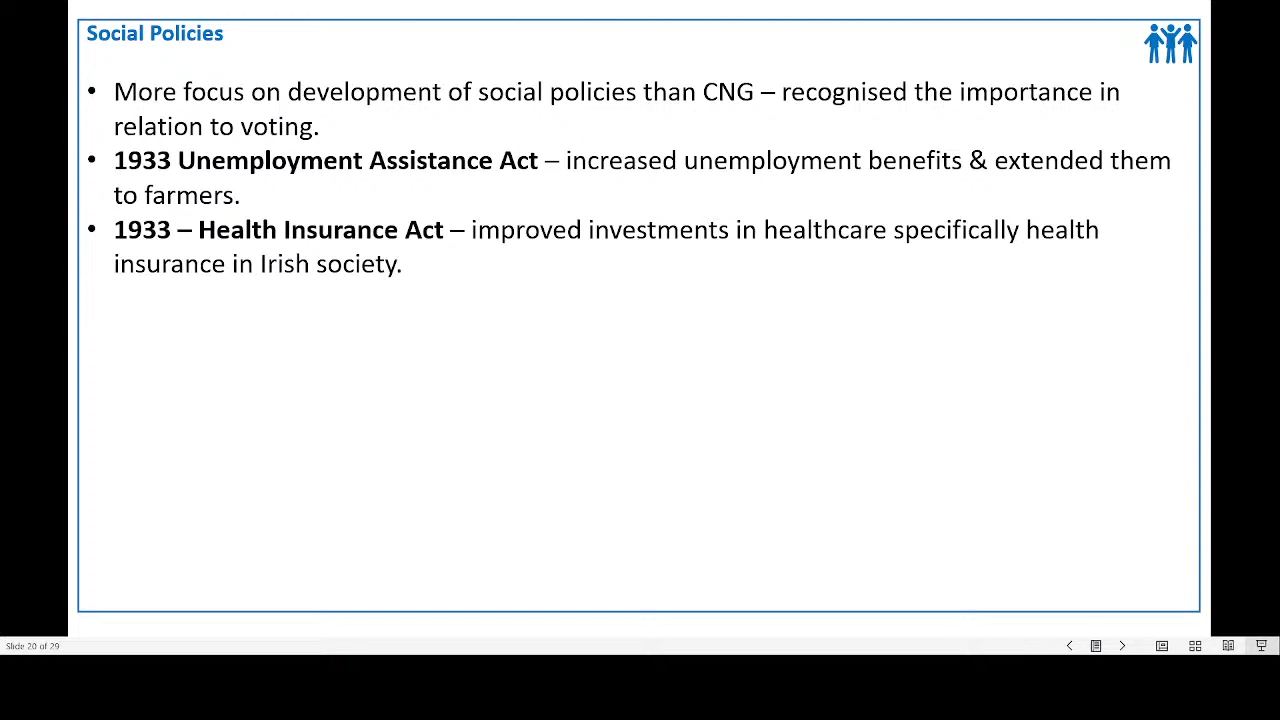 Social Policies
• More focus on development of social policies than CNG – recognised the importance in
relation to voting.
• 1933 Unemployment Assistance Act – increased unemployment benefits & extended them
to farmers.
• 1933 – Health Insurance Act – improved investments in healthcare specifically health
insurance in Irish society.
Slide 20 of 29